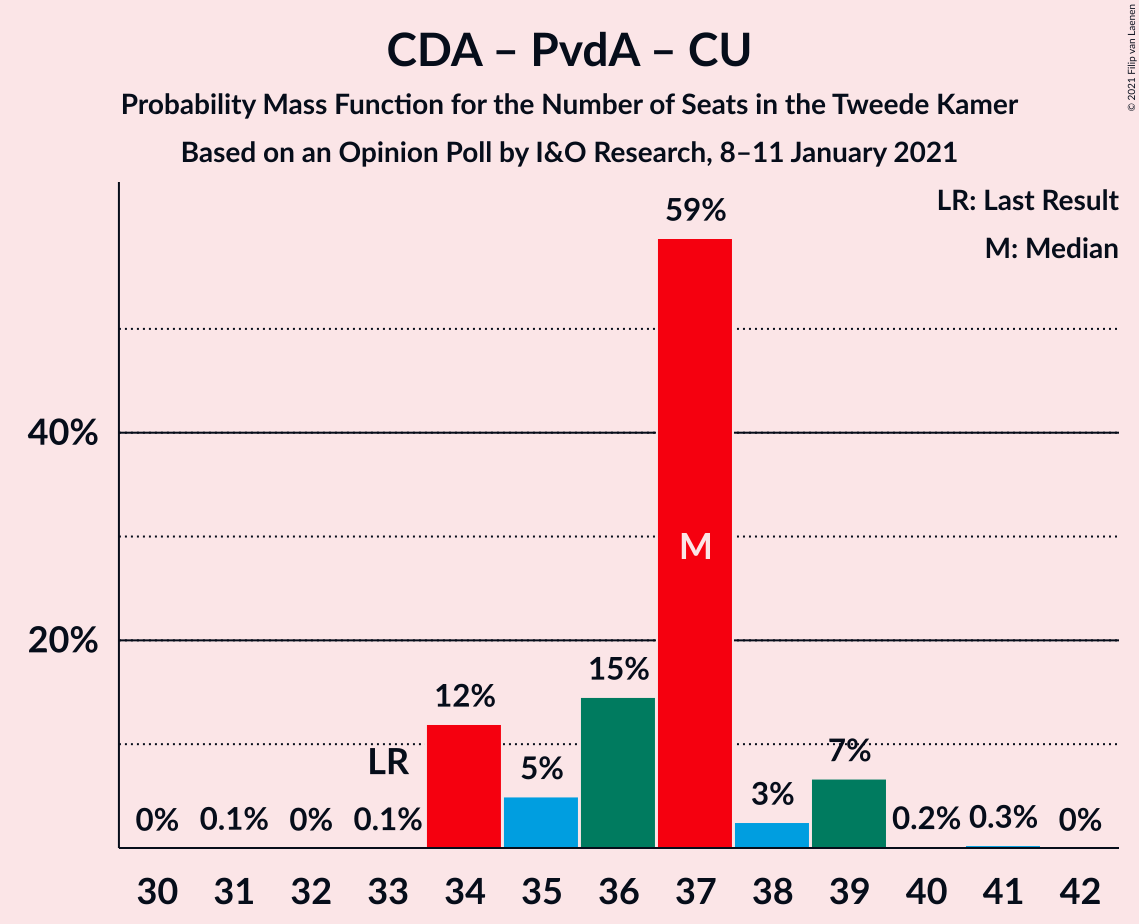 CDA – PvdA – CU
Probability Mass Function for the Number of Seats in the Tweede Kamer
Based on an Opinion Poll by I&O Research, 8–11 January 2021
© 2021 Filip van Laenen
LR: Last Result
M: Median
40%
20%
0%
0.1%
0%
0.1%
LR
12%
5%
15%
59%
M
3%
7%
0.2%
0.3%
0%
30 31 32 33 34 35 36 37 38 39 40 41 42